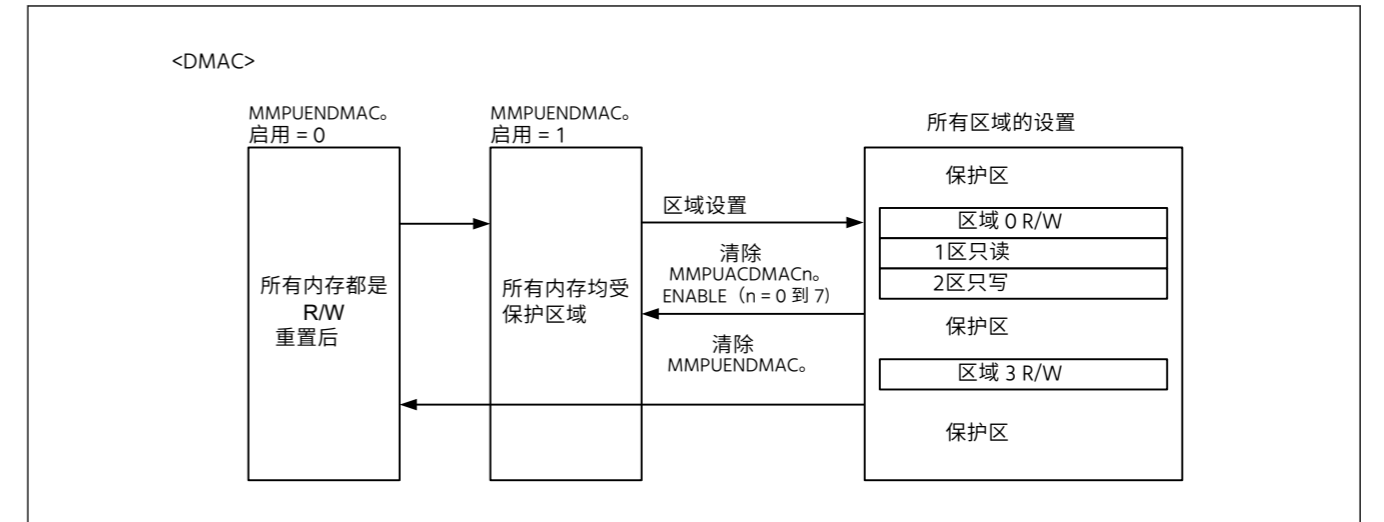 <DMAC>
MMPUENDMAC。
启用 = 0
MMPUENDMAC。
启用 = 1
所有区域的设置
所有内存都是
R/W
重置后
所有内存均受
保护区域
区域设置
清除
MMPUACDMACn。
ENABLE（n = 0 到 7)
清除
MMPUENDMAC。
保护区
区域 0 R/W
1区只读
2区只写
保护区
区域 3 R/W
保护区